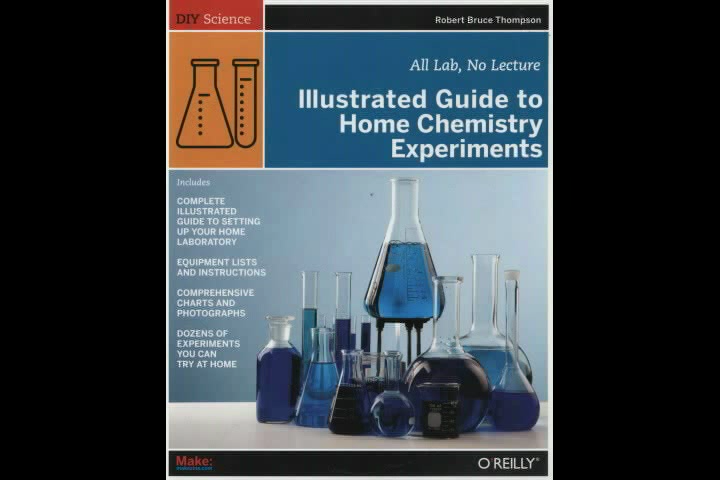 DIY Science
Robert Bruce Thompson
All Lab, No Lecture
Illustrated Guide to
Home Chemistry
Experiments
Includes
COMPLETE
ILLUSTRATED
GUIDE TO SETTING
UP YOUR HOME
LABORATORY
EQUIPMENT LISTS
AND INSTRUCTIONS
COMPREHENSIVE
CHARTS AND
PHOTOGRAPHS
DOZENS OF
EXPERIMENTS
YOU CAN
TRY AT HOME
Make:
makezine.com
O'REILLY®